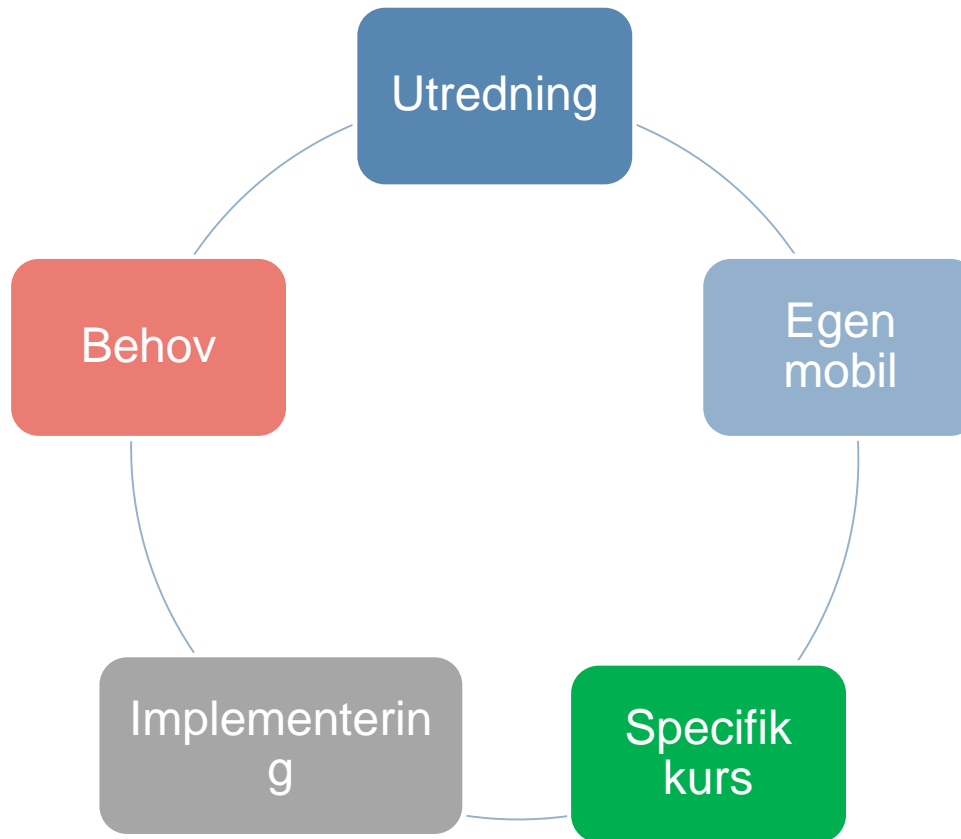 Utredning
Behov
Egen
mobil
Implementerin
g
Specifik
kurs